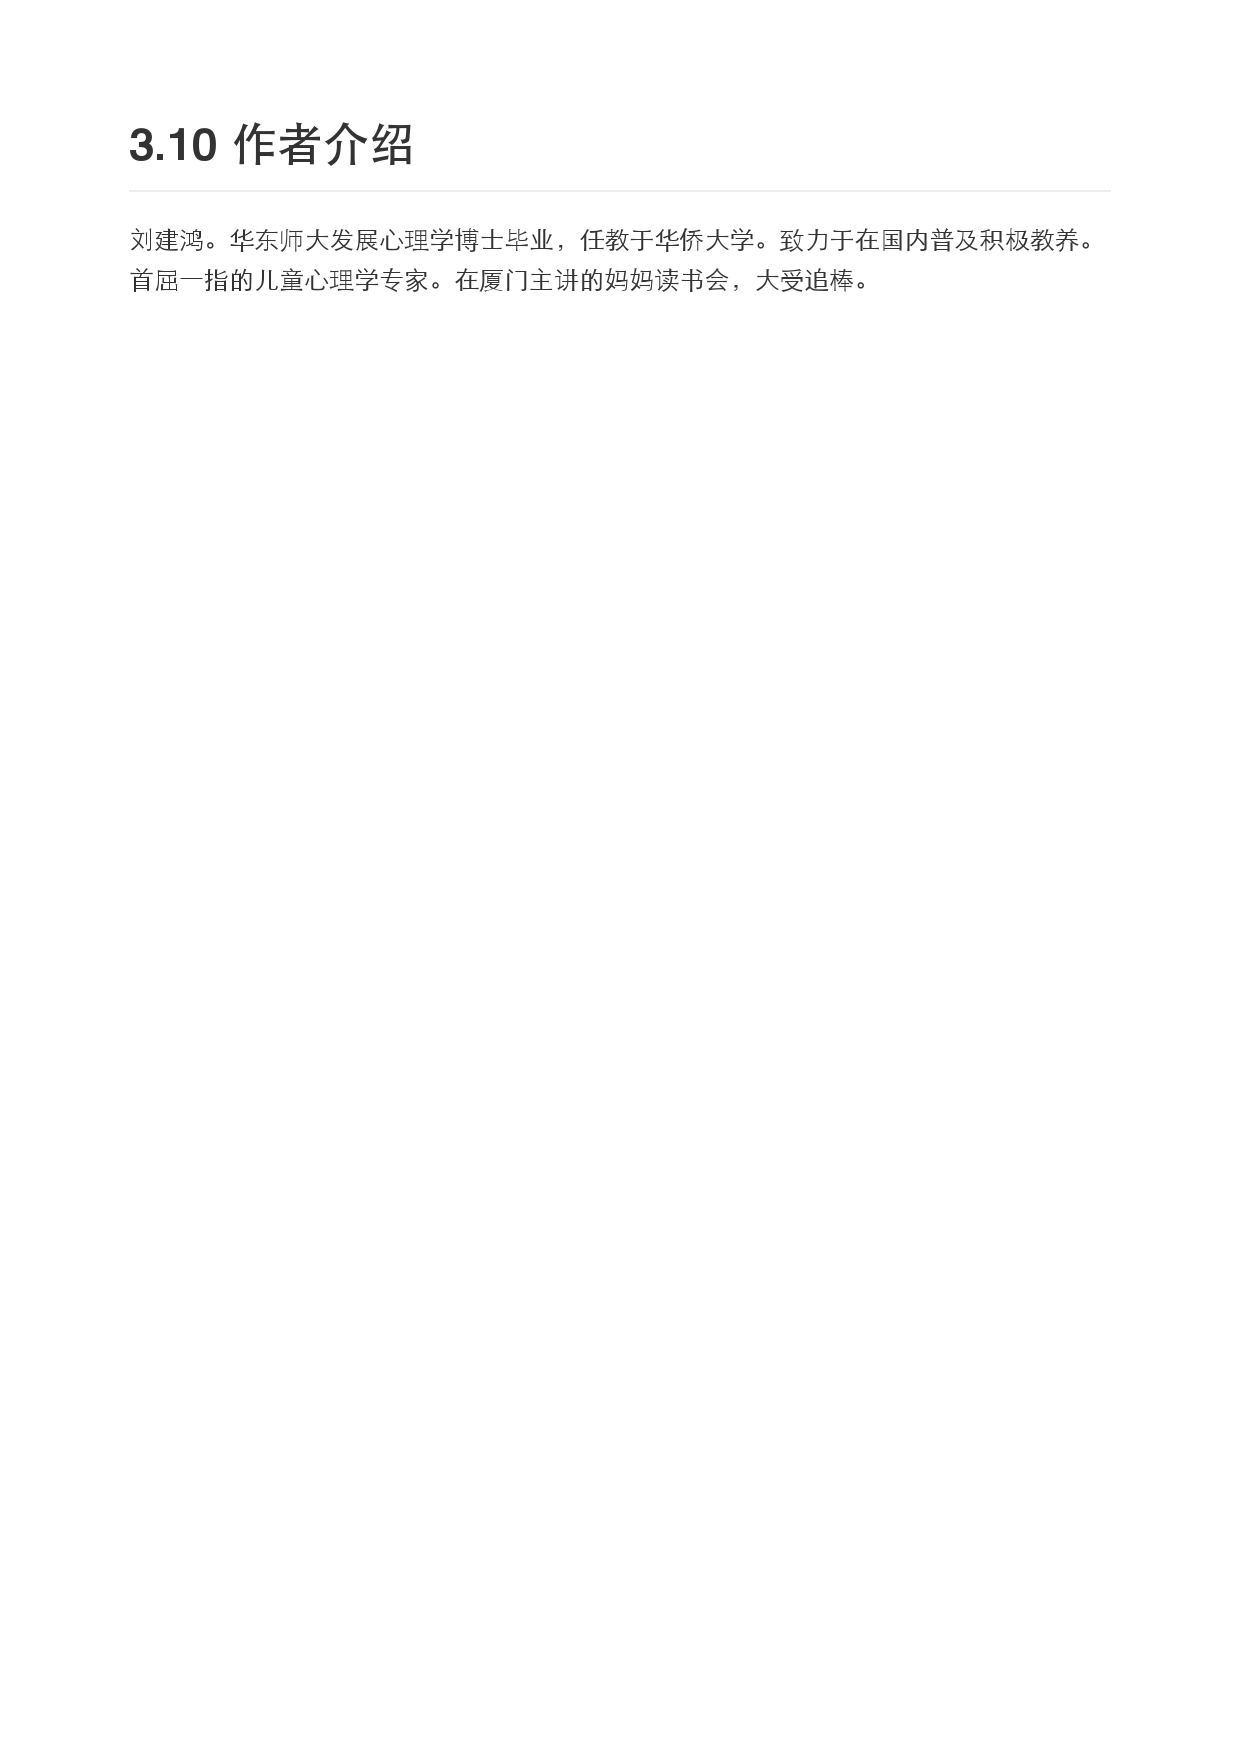 3.10 作者介绍
刘建鸿。华东师大发展心理学博士毕业，任教于华侨大学。致力于在国内普及积极教养。
首屈一指的儿童心理学专家。在厦门主讲的妈妈读书会，大受追棒。